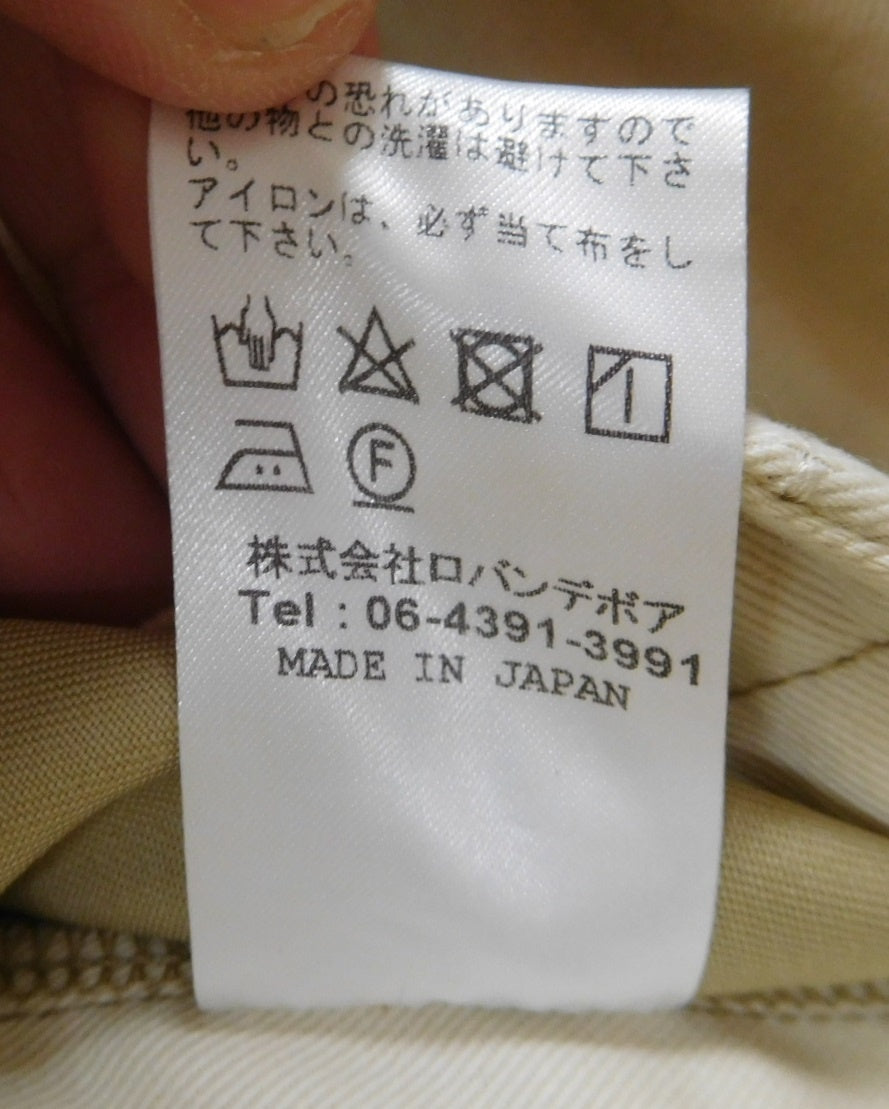 の恐れがありますので
他の物との洗濯は避けて下さ
い。
アイロンは、必ず当て布をし
て下さい。
F
株式会社ロバンデボア
Tel : 06-4391-3991
MADE IN JAPAN